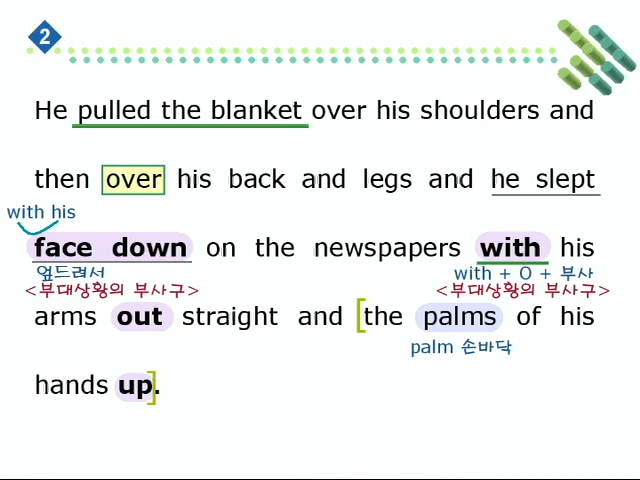 2
He pulled the blanket over his shoulders and
then over his back and legs and he slept
with his
face down on the newspapers with his
엎드려서 with + O + 부사
<부대상황의 부사구> <부대상황의 부사구>
arms out straight and [the palms of his
palm 손바닥
hands up.]